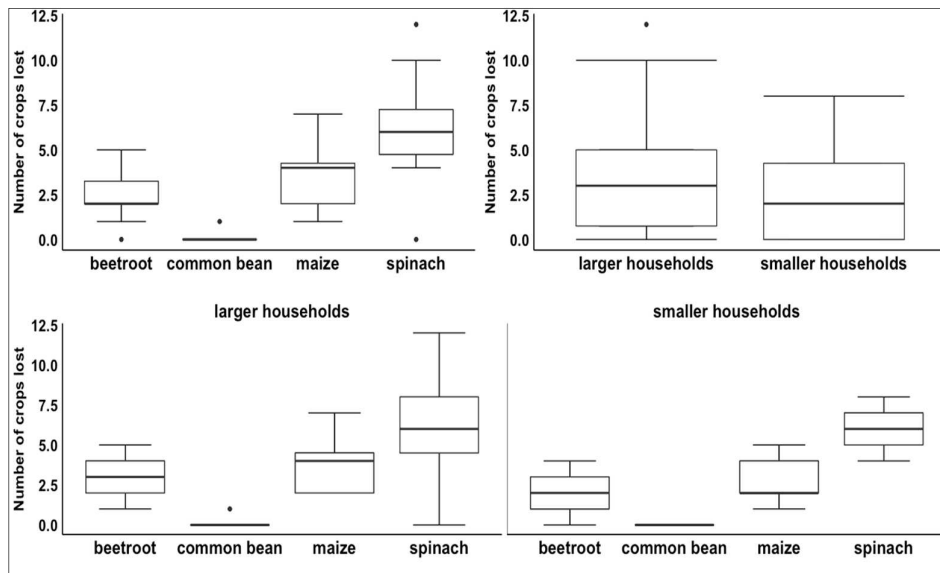 Number of crops lost
12.5
10.0
7.5
5.0
2.5
0.0
beetroot common bean maize spinach
Number of crops lost
12.5
10.0
7.5
5.0
2.5
0.0
larger households smaller households
larger households
Number of crops lost
12.5
10.0
7.5
5.0
2.5
0.0
beetroot common bean maize spinach
smaller households
beetroot common bean maize spinach